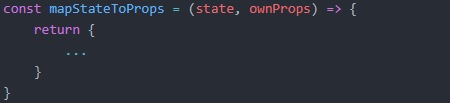 const mapStateToProps = (state, ownProps) => {
    return {
        ...
    }
}